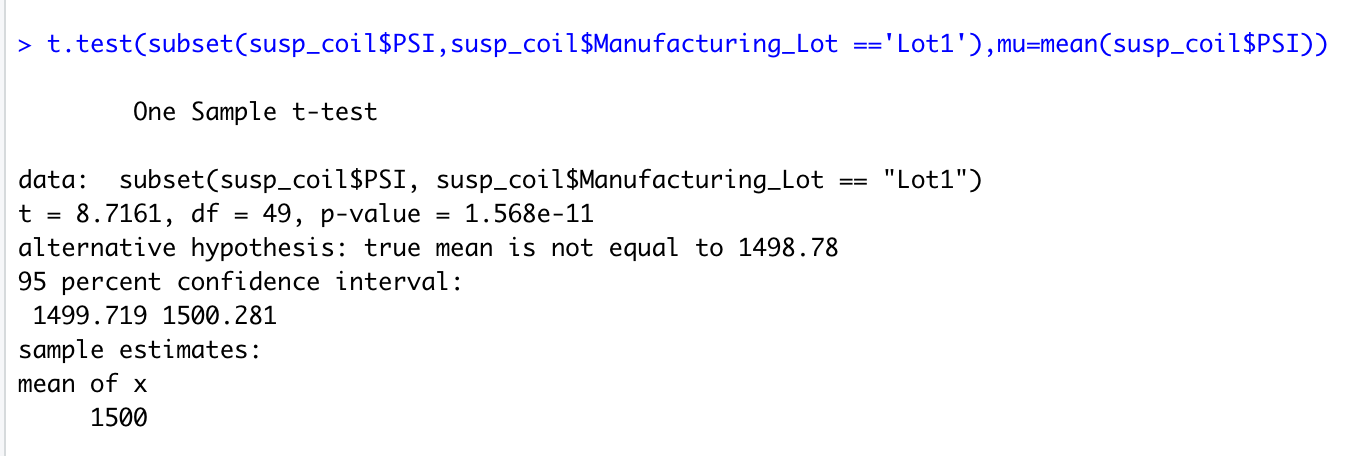 > t.test(subset(susp_coil$PSI,susp_coil$Manufacturing_Lot =='Lot1'),mu=mean(susp_coil$PSI))
One Sample t-test
data:  subset(susp_coil$PSI, susp_coil$Manufacturing_Lot == "Lot1")
t = 8.7161, df = 49, p-value = 1.568e-11
alternative hypothesis: true mean is not equal to 1498.78
95 percent confidence interval:
1499.719 1500.281
sample estimates:
mean of x
1500